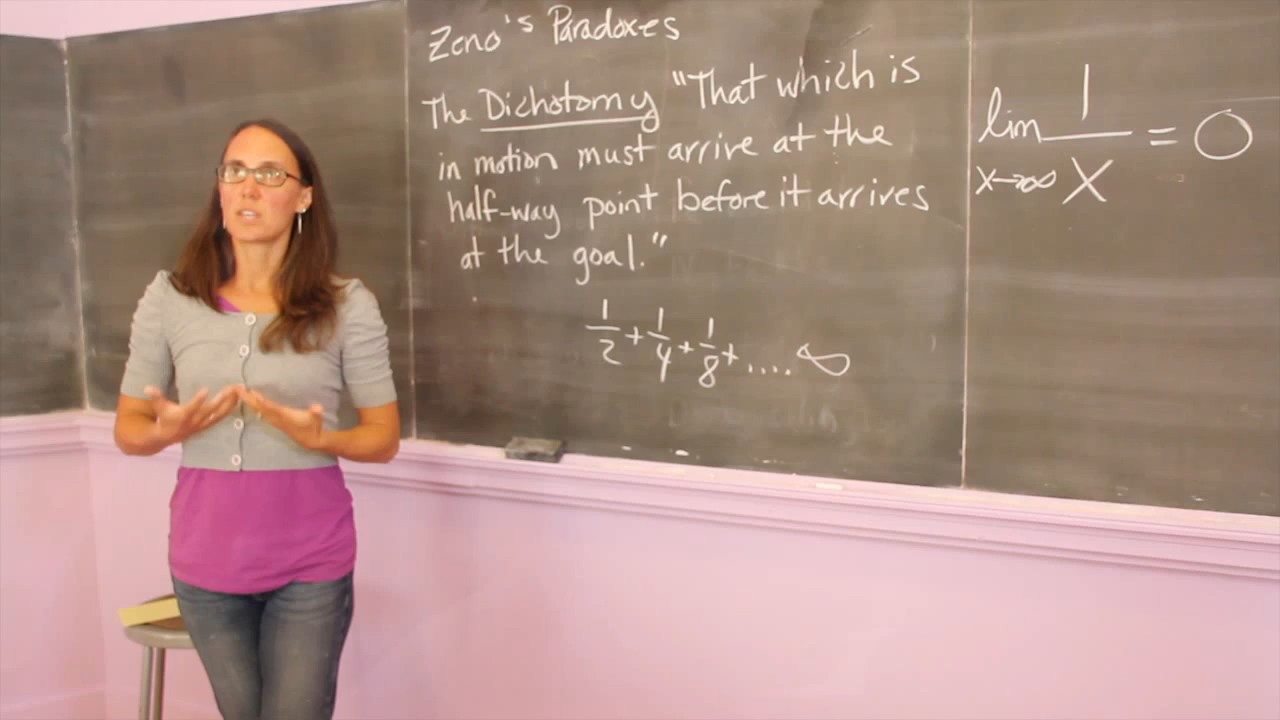 Zeno's Paradoxes
The Dichotomy "That which is
in motion must arrive at the
half-way point before it arrives
at the goal."
1/2 + 1/4 + 1/8 + .... ∞
lim x→∞ 1/X = 0